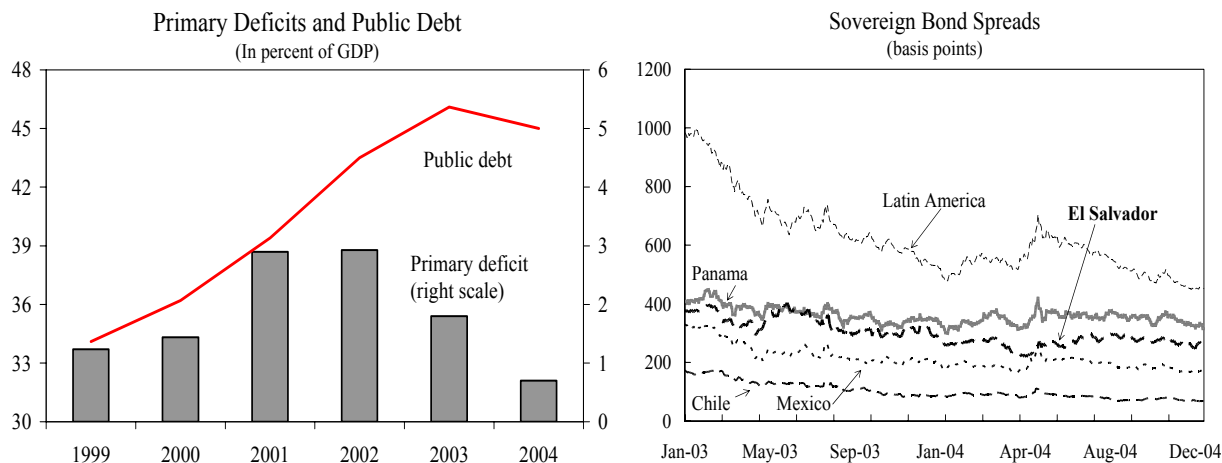 Primary Deficits and Public Debt
(In percent of GDP)
48
45
42
39
36
33
30
6
5
4
3
2
1
0
Public debt
Primary deficit
(right scale)
1999 2000 2001 2002 2003 2004
Sovereign Bond Spreads
(basis points)
1200
1000
800
600
400
200
0
Latin America
El Salvador
Panama
Chile
Mexico
Jan-03 May-03 Sep-03 Jan-04 Apr-04 Aug-04 Dec-04